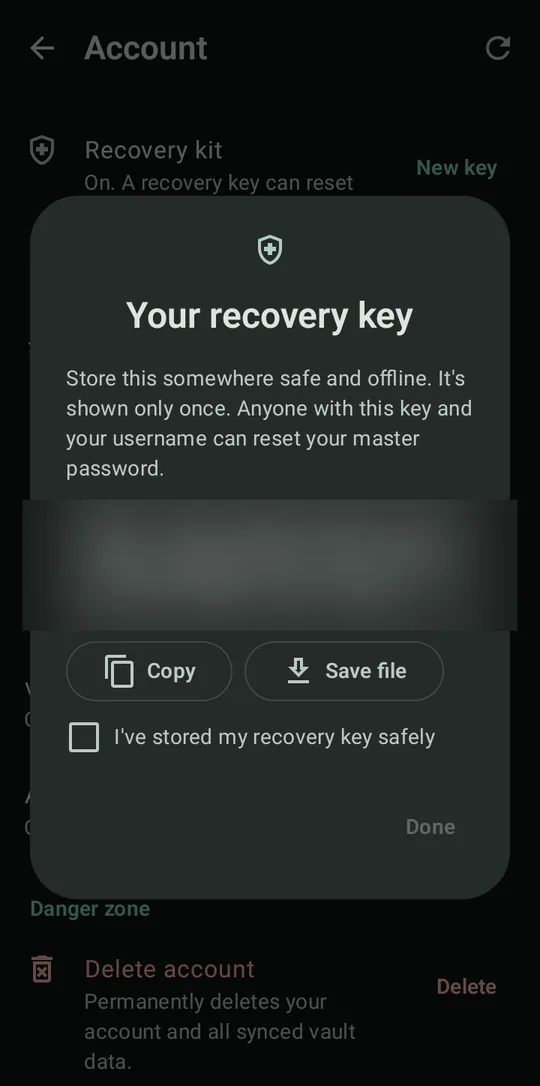 Account
Recovery kit
On. A recovery key can reset
New key
Your recovery key
Store this somewhere safe and offline. It's
shown only once. Anyone with this key and
your username can reset your master
password.
Copy
Save file
I've stored my recovery key safely
Done
Danger zone
Delete account
Permanently deletes your
account and all synced vault
data.
Delete